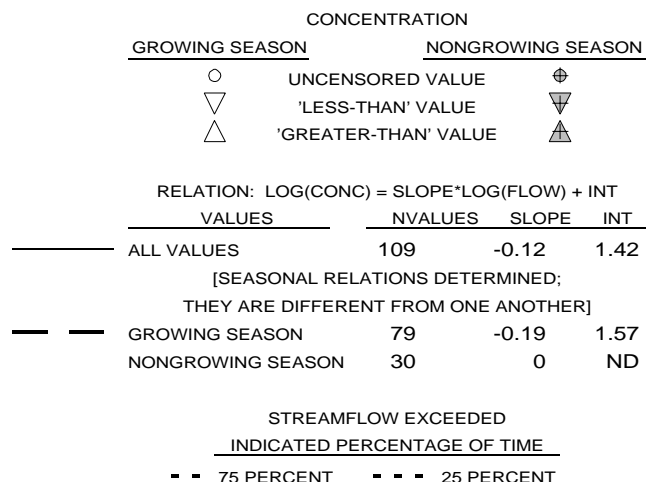 CONCENTRATION
GROWING SEASON NONGROWING SEASON
UNCENSORED VALUE
'LESS-THAN' VALUE
'GREATER-THAN' VALUE
RELATION: LOG(CONC) = SLOPE*LOG(FLOW) + INT
VALUES NVALUES SLOPE INT
ALL VALUES 109 -0.12 1.42
[SEASONAL RELATIONS DETERMINED;
THEY ARE DIFFERENT FROM ONE ANOTHER]
GROWING SEASON 79 -0.19 1.57
NONGROWING SEASON 30 0 ND
STREAMFLOW EXCEEDED
INDICATED PERCENTAGE OF TIME
75 PERCENT 25 PERCENT